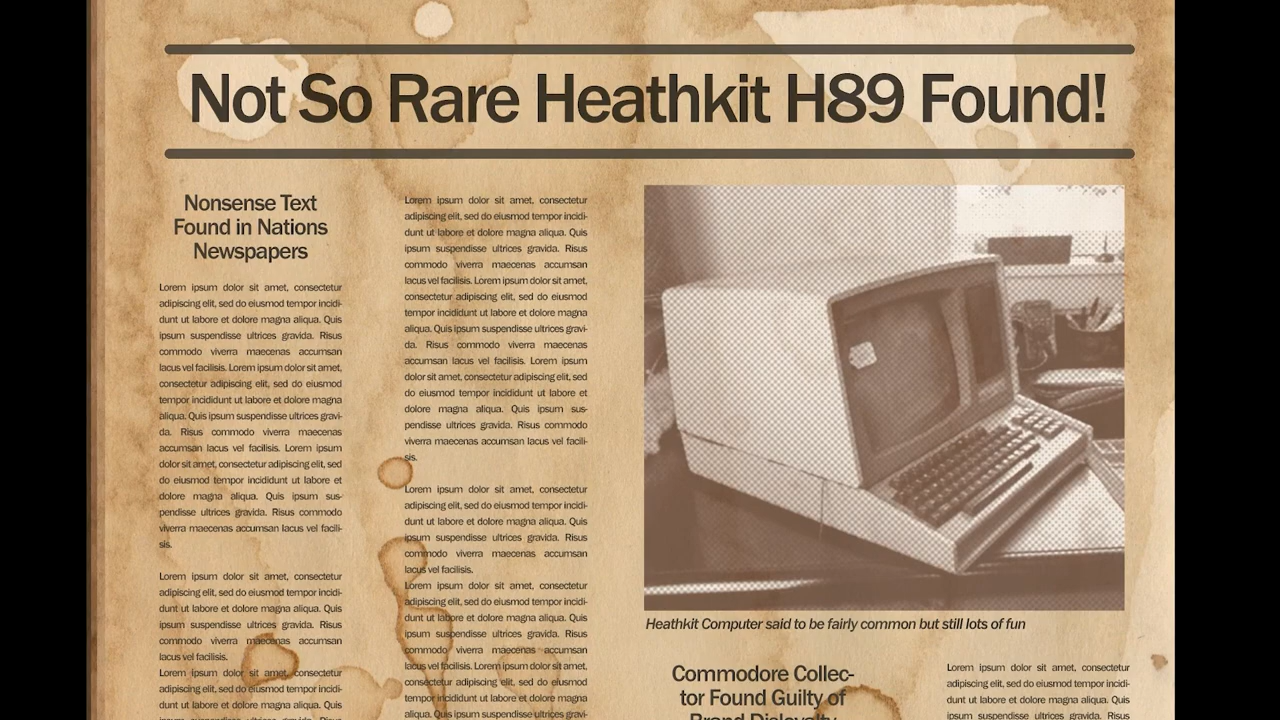 Not So Rare Heathkit H89 Found!
Nonsense Text
Found in Nations
Newspapers
Lorem ipsum dolor sit amet, consectetur
adipiscing elit, sed do eiusmod tempor incidi-
dunt ut labore et dolore magna aliqua. Quis
ipsum suspendisse ultrices gravida. Risus
commodo viverra maecenas accumsan
lacus vel facilisis. Lorem ipsum dolor sit amet,
consectetur adipiscing elit, sed do eiusmod
tempor incididunt ut labore et dolore magna
aliqua. Quis ipsum suspendisse ultrices gravi-
da. Risus commodo viverra maecenas
accumsan lacus vel facilisis. Lorem ipsum
dolor sit amet, consectetur adipiscing elit, sed
do eiusmod tempor incididunt ut labore et
dolore magna aliqua. Quis ipsum sus-
pendisse ultrices gravida. Risus commodo
viverra maecenas accumsan lacus vel facili-
sis.
Lorem ipsum dolor sit amet, consectetur
adipiscing elit, sed do eiusmod tempor incidi-
dunt ut labore et dolore magna aliqua. Quis
ipsum suspendisse ultrices gravida. Risus
commodo viverra maecenas accumsan
lacus vel facilisis.
Lorem ipsum dolor sit amet, consectetur
adipiscing elit, sed do eiusmod tempor incidi-
dunt ut labore et dolore magna aliqua. Quis
ipsum suspendisse ultrices gravida. Risus
Lorem ipsum dolor sit amet, consectetur
adipiscing elit, sed do eiusmod tempor incidi-
dunt ut labore et dolore magna aliqua. Quis
ipsum suspendisse ultrices gravida. Risus
commodo viverra maecenas accumsan
lacus vel facilisis. Lorem ipsum dolor sit amet,
consectetur adipiscing elit, sed do eiusmod
tempor incididunt ut labore et dolore magna
aliqua. Quis ipsum suspendisse ultrices gravi-
da. Risus commodo viverra maecenas
accumsan lacus vel facilisis. Lorem ipsum
dolor sit amet, consectetur adipiscing elit, sed
do eiusmod tempor incididunt ut labore et
dolore magna aliqua. Quis ipsum sus-
pendisse ultrices gravida. Risus commodo
viverra maecenas accumsan lacus vel facili-
sis.
Lorem ipsum dolor sit amet, consectetur
adipiscing elit, sed do eiusmod tempor incidi-
dunt ut labore et dolore magna aliqua. Quis
ipsum suspendisse ultrices gravida. Risus
commodo viverra maecenas accumsan
lacus vel facilisis.
Lorem ipsum dolor sit amet, consectetur
adipiscing elit, sed do eiusmod tempor incidi-
dunt ut labore et dolore magna aliqua. Quis
ipsum suspendisse ultrices gravida. Risus
commodo viverra maecenas accumsan
lacus vel facilisis. Lorem ipsum dolor sit amet,
consectetur adipiscing elit, sed do eiusmod
tempor incididunt ut labore et dolore magna
aliqua. Quis ipsum suspendisse ultrices gravi-
Heathkit Computer said to be fairly common but still lots of fun
Commodore Collec-
tor Found Guilty of
Brand Disloyalty
Lorem ipsum dolor sit amet, consectetur
adipiscing elit, sed do eiusmod tempor incidi-
dunt ut labore et dolore magna aliqua. Quis
ipsum suspendisse ultrices gravida. Risus